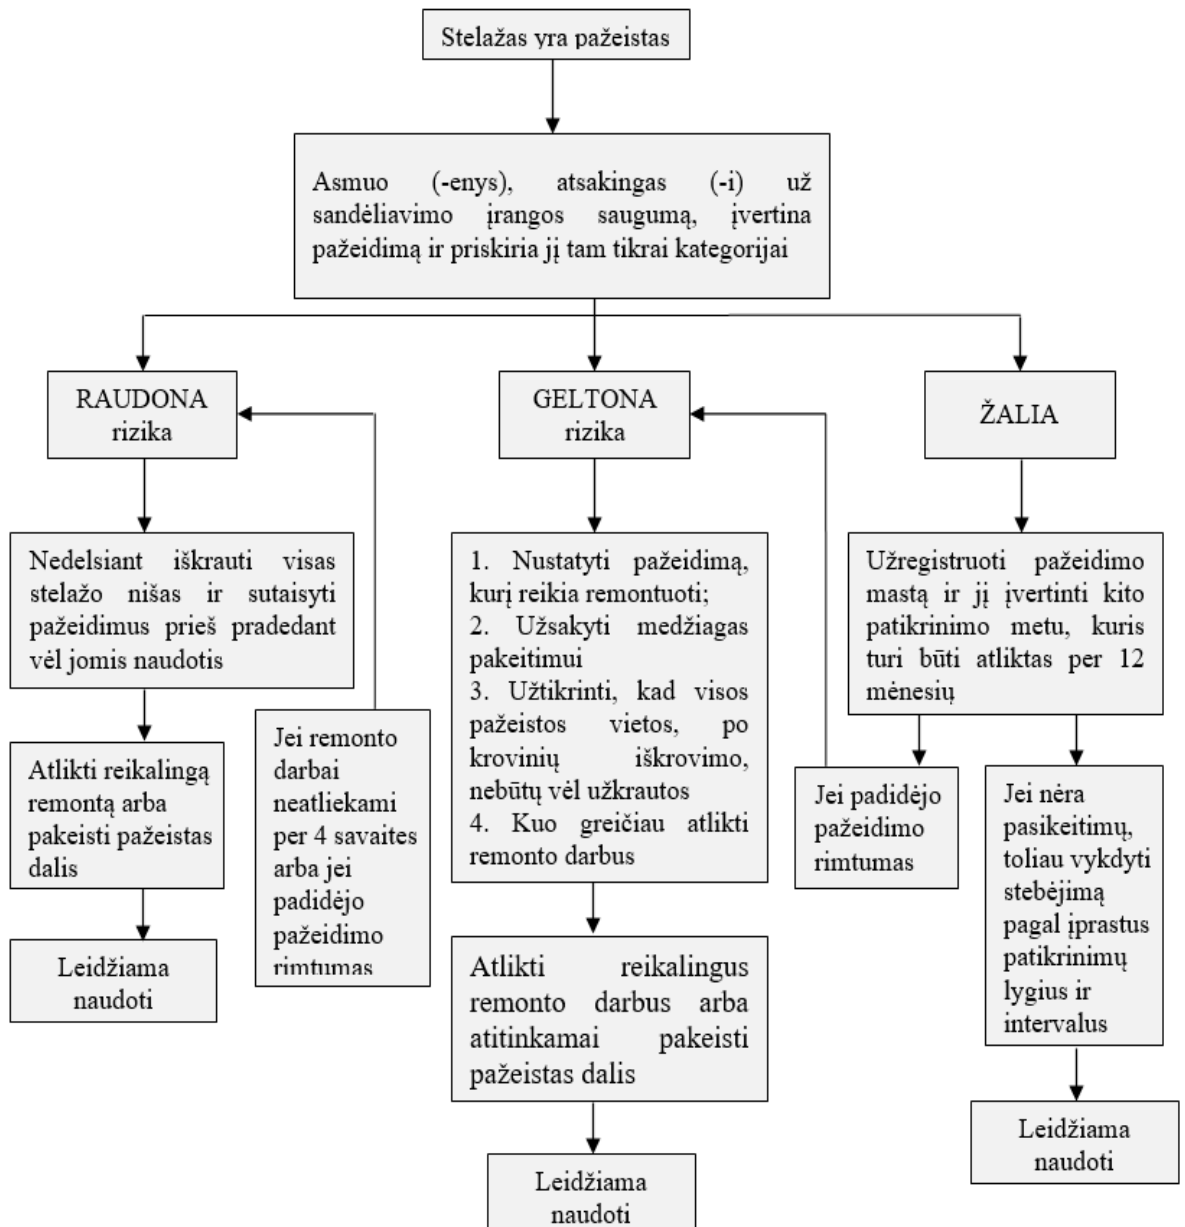 Stelažas yra pažeistas
Asmuo (-enys), atsakingas (-i) už
sandėliavimo įrangos saugumą, įvertina
pažeidimą ir priskiria jį tam tikrai kategorijai
RAUDONA
rizika
GELTONA
rizika
ŽALIA
Nedelsiant iškrauti visas
stelažo nišas ir sutaisyti
pažeidimus prieš pradedant
vėl jomis naudotis
Atlikti reikalingą
remontą arba
pakeisti pažeistas
dalis
Leidžiama
naudoti
Jei remonto
darbai
neatliekami
per 4 savaites
arba jei
padidėjo
pažeidimo
rimtumas
1. Nustatyti pažeidimą,
kurį reikia remontuoti;
2. Užsakyti medžiagas
pakeitimui
3. Užtikrinti, kad visos
pažeistos vietos, po
krovinių iškrovimo,
nebūtų vėl užkrautos
4. Kuo greičiau atlikti
remonto darbus
Atlikti reikalingus
remonto darbus arba
atitinkamai pakeisti
pažeistas dalis
Leidžiama
naudoti
Užregistruoti pažeidimo
mastą ir jį įvertinti kito
patikrinimo metu, kuris
turi būti atliktas per 12
mėnesių
Jei padidėjo
pažeidimo
rimtumas
Jei nėra
pasikeitimų,
toliau vykdyti
stebėjimą
pagal įprastus
patikrinimų
lygius ir
intervalus
Leidžiama
naudoti